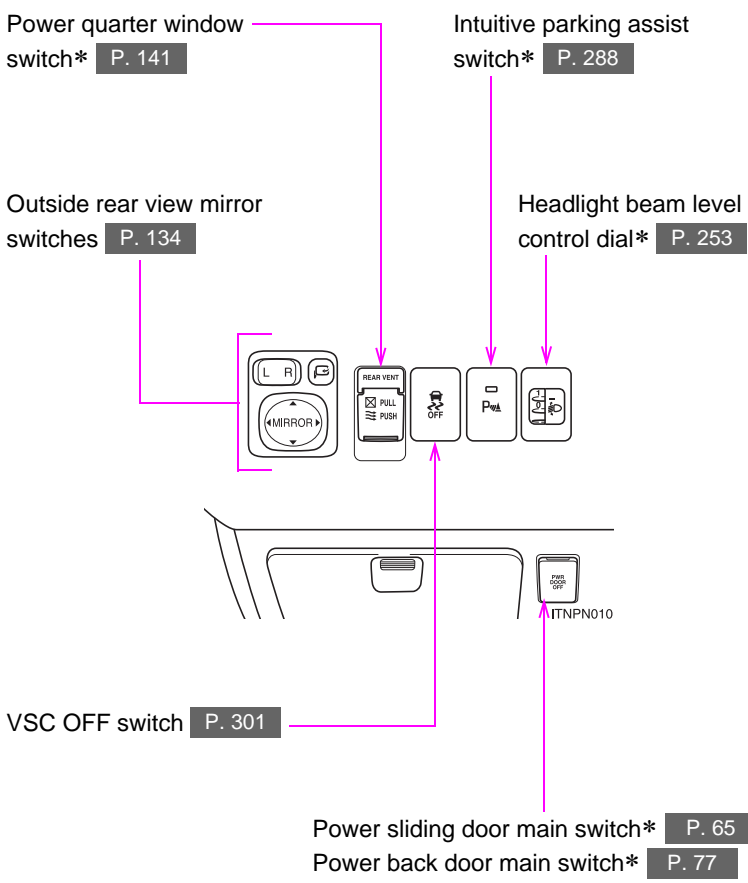 Power quarter window
switch* P. 141
Intuitive parking assist
switch* P. 288
Outside rear view mirror
switches P. 134
Headlight beam level
control dial* P. 253
L R
MIRROR
REAR VENT
PULL
PUSH
OFF
P
1
0
PWR
DOOR
OFF
ITNPN010
VSC OFF switch P. 301
Power sliding door main switch* P. 65
Power back door main switch* P. 77